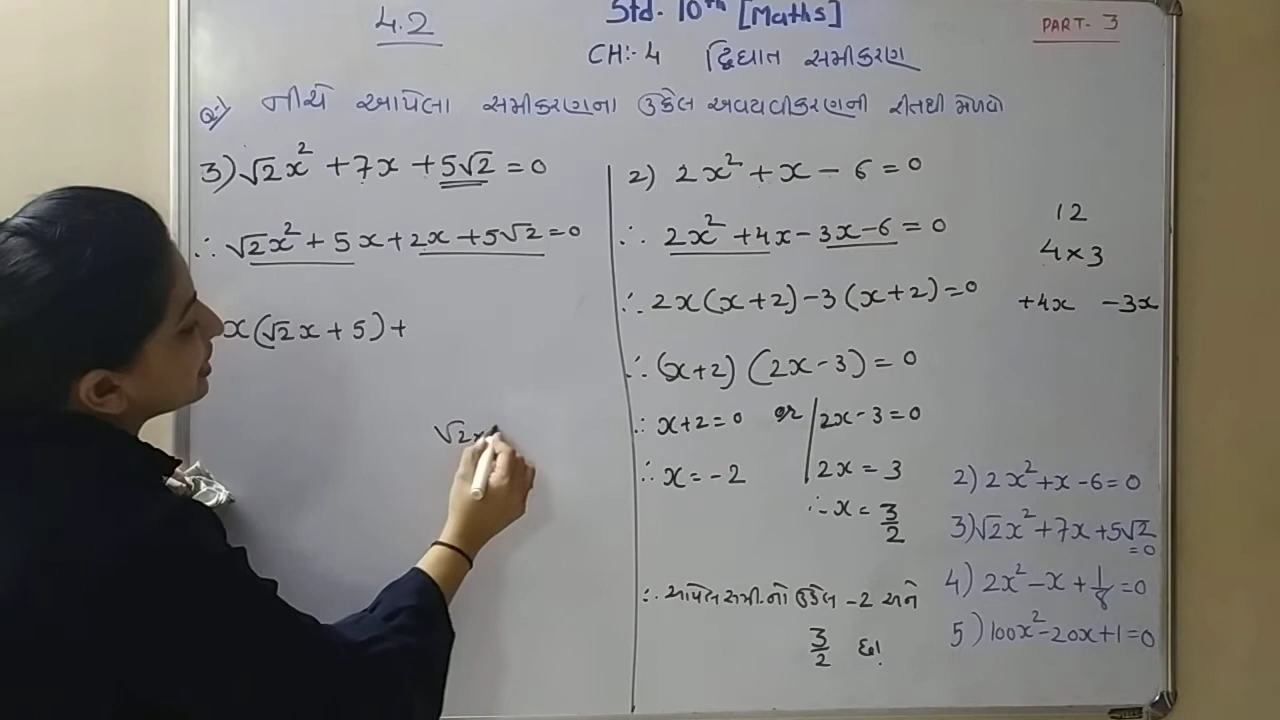 4.2
Std. 10th [Maths]
PART- 3
CH:- 4 દ્વિઘાત સમીકરણ
Q:) નીચે આપેલા સમીકરણના ઉકેલ અવયવીકરણની રીતથી મેળવો
3) √2x² + 7x + 5√2 = 0
∴ √2x² + 5x + 2x + 5√2 = 0
x(√2x + 5) +
√2x
2) 2x² + x - 6 = 0
∴ 2x² + 4x - 3x - 6 = 0
∴ 2x(x+2) - 3(x+2) = 0
∴ (x+2) (2x-3) = 0
∴ x+2=0 or 2x-3=0
∴ x = -2 2x = 3
∴ x = 3/2
∴ આપેલ સમી.નો ઉકેલ -2 અને
3/2 છે.
12
4 x 3
+4x -3x
2) 2x²+x-6=0
3) √2x²+7x+5√2
=0
4) 2x²-x+1/8=0
5) 100x²-20x+1=0